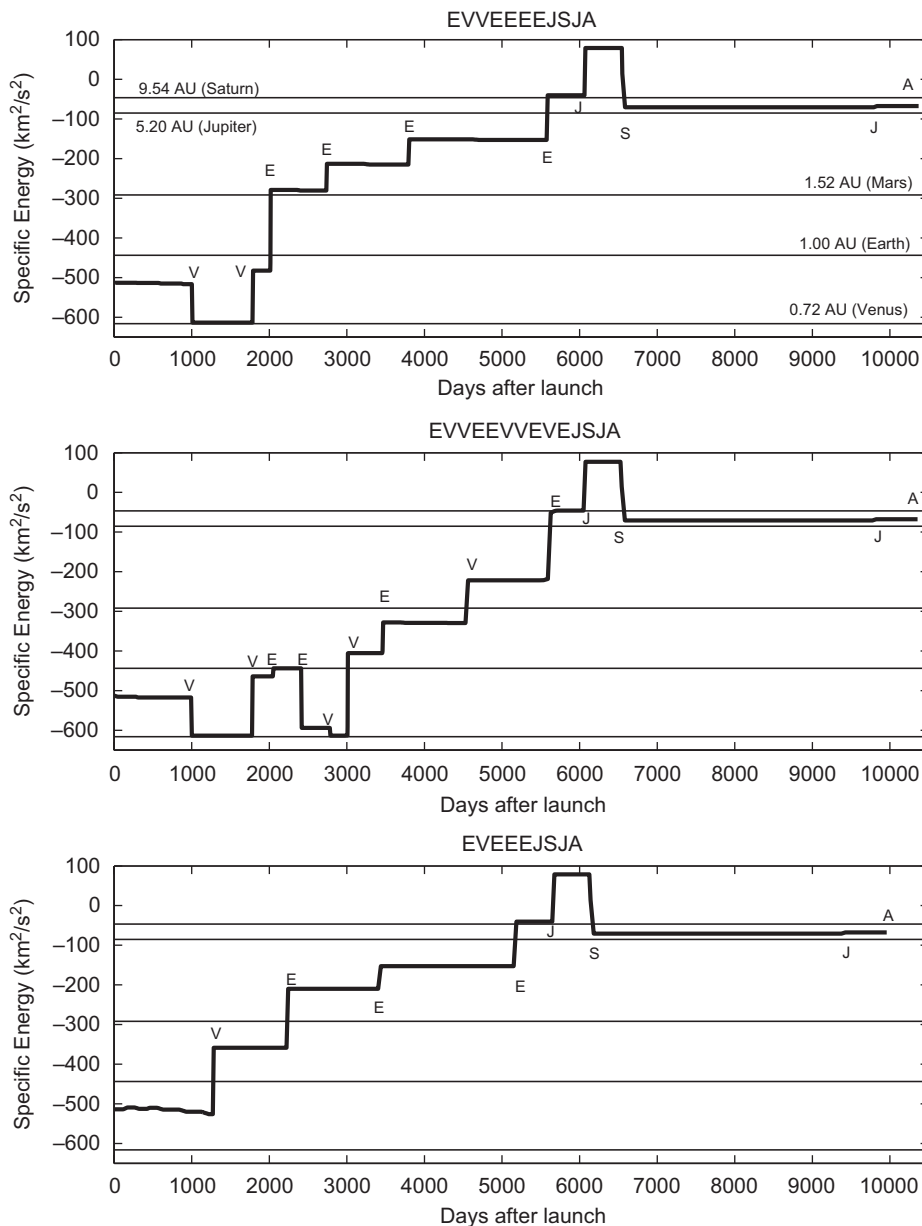 EVVEEEEJSJA
Specific Energy (km²/s²)
100
0
–100
–200
–300
–400
–500
–600
9.54 AU (Saturn)
5.20 AU (Jupiter)
1.52 AU (Mars)
1.00 AU (Earth)
0.72 AU (Venus)
V V E E E E J S J A
0 1000 2000 3000 4000 5000 6000 7000 8000 9000 10000
Days after launch
EVVEEVVEVEJSJA
Specific Energy (km²/s²)
100
0
–100
–200
–300
–400
–500
–600
V V E E V V E V E J S J A
0 1000 2000 3000 4000 5000 6000 7000 8000 9000 10000
Days after launch
EVEEEJSJA
Specific Energy (km²/s²)
100
0
–100
–200
–300
–400
–500
–600
V E E E J S J A
0 1000 2000 3000 4000 5000 6000 7000 8000 9000 10000
Days after launch